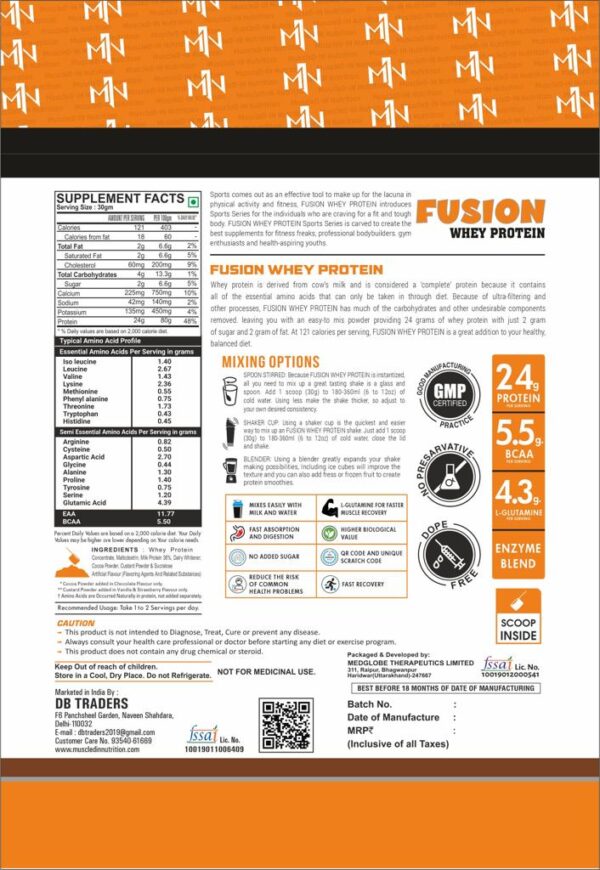 SUPPLEMENT FACTS
Serving Size : 30gm
AMOUNT PER SERVING PER 100gm % DAILY VALUE*
Calories 121 403 -
Calories from fat 18 60 -
Total Fat 2g 6.6g 2%
Saturated Fat 2g 6.6g 5%
Cholesterol 60mg 200mg 9%
Total Carbohydrates 4g 13.3g 1%
Sugar 2g 6.6g 5%
Calcium 225mg 750mg 10%
Sodium 42mg 140mg 2%
Potassium 135mg 450mg 4%
Protein 24g 80g 48%
* % Daily values are based on 2,000 calorie diet.
Typical Amino Acid Profile
Essential Amino Acids Per Serving in grams
Iso leucine 1.40
Leucine 2.67
Valine 1.43
Lysine 2.36
Methionine 0.55
Phenyl alanine 0.75
Threonine 1.73
Tryptophan 0.43
Histidine 0.45
Semi Essential Amino Acids Per Serving in grams
Arginine 0.82
Cysteine 0.50
Aspartic 2.70
Glycine 0.44
Alanine 1.30
Proline 1.40
Tyrosine 0.75
Serine 1.20
Glutamic Acid 4.39
EAA 11.77
BCAA 5.50
Percent Daily Values are based on a 2,000 calorie diet. Your Daily
Values may be higher are lower depending on Your calorie needs.
INGREDIENTS : Whey Protein
Concentrate, Maltodextrin, Milk Protein 36%, Dairy Whitener,
Cocoa Powder, Custard Powder & Sucralose
Artificial Flavour (Flavoring Agents And Related Substances)
* Cocoa Powder added in Chocolate Flavour only.
** Custard Powder added in Vanilla & Strawberry Flavour only.
† Amino Acids are Occurred Naturally in protein, not added separately.
Recommended Usage: Take 1 to 2 Servings per day.
Sports comes out as an effective tool to make up for the lacuna in
physical activity and fitness, FUSION WHEY PROTEIN introduces
Sports Series for the individuals who are craving for a fit and tough
body. FUSION WHEY PROTEIN Sports Series is carved to create the
best supplements for fitness freaks, professional bodybuilders. gym
enthusiasts and health-aspiring youths.
FUSION
WHEY PROTEIN
FUSION WHEY PROTEIN
Whey protein is derived from cow's milk and is considered a 'complete' protein because it contains
all of the essential amino acids that can only be taken in through diet. Because of ultra-filtering and
other processes, FUSION WHEY PROTEIN has much of the carbohydrates and other undesirable components
removed. leaving you with an easy-to mix powder providing 24 grams of whey protein with just 2 gram
of sugar and 2 gram of fat. At 121 calories per serving, FUSION WHEY PROTEIN is a great addition to your healthy,
balanced diet.
MIXING OPTIONS
SPOON STIRRED: Because FUSION WHEY PROTEIN is instantized,
all you need to mix up a great tasting shake is a glass and
spoon. Add 1 scoop (30g) to 180-360ml (6 to 12oz) of
cold water. Using less make the shake thicker, so adjust to
your own desired consistency.
SHAKER CUP: Using a shaker cup is the quickest and easier
way to mix up an FUSION WHEY PROTEIN shake. Just add 1 scoop
(30g) to 180-360ml (6 to 12oz) of cold water. close the lid
and shake.
BLENDER: Using a blender greatly expands your shake
making possibilities, including ice cubes will improve the
texture and you can also add fress or frozen fruit to create
protein smoothies.
MIXES EASILY WITH
MILK AND WATER
L-GLUTAMINE FOR FASTER
MUSCLE RECOVERY
FAST ABSORPTION
AND DIGESTION
HIGHER BIOLOGICAL
VALUE
NO ADDED SUGAR
QR CODE AND UNIQUE
SCRATCH CODE
REDUCE THE RISK
OF COMMON
HEALTH PROBLEMS
FAST RECOVERY
GOOD MANUFACTURING
GMP
CERTIFIED
PRACTICE
NO PRESARVATIVE
DOPE
FREE
24g
PROTEIN
PER SERVING
5.5g.
BCAA
PER SERVING
4.3g.
L-GLUTAMINE
PER SERVING
ENZYME
BLEND
SCOOP
INSIDE
CAUTION
This product is not intended to Diagnose, Treat, Cure or prevent any disease.
Always consult your health care professional or doctor before starting any diet or exercise program.
This product does not contain any drug chemical or steroid.
Keep Out of reach of children.
Store in a Cool, Dry Place. Do not Refrigerate.
NOT FOR MEDICINAL USE.
Packaged & Developed by:
MEDGLOBE THERAPEUTICS LIMITED
311, Raipur, Bhagwanpur
Haridwar(Uttarakhand)-247667
fssai Lic. No.
10019012000541
BEST BEFORE 18 MONTHS OF DATE OF MANUFACTURING
Marketed in India By :
DB TRADERS
F6 Panchsheel Garden, Naveen Shahdara,
Delhi-110032
E-mail : dbtraders2019@gmail.com
Customer Care No. 93540-61669
www.muscledinnutrition.com
fssai Lic. No.
10019011006409
Batch No. :
Date of Manufacture :
MRP₹ :
(Inclusive of all Taxes)